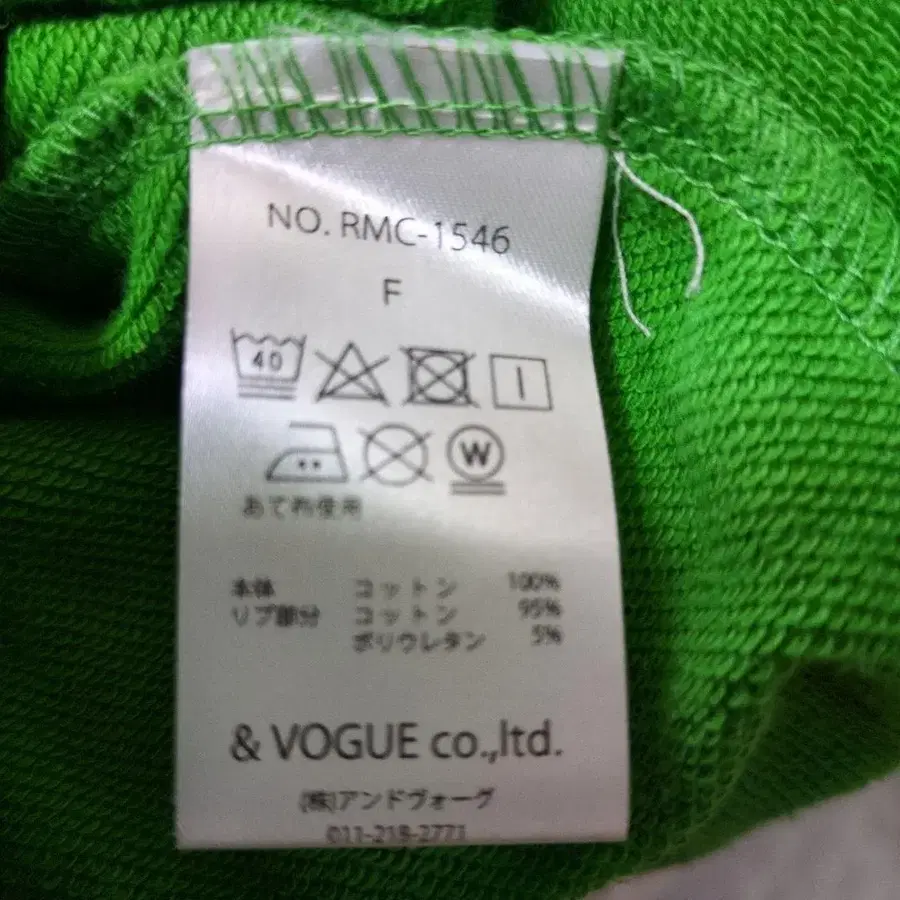 NO. RMC-1546
F
40
W
あて布使用
本体 コットン 100%
リブ部分 コットン 95%
ポリウレタン 5%
& VOGUE co.,ltd.
(株)アンドヴォーグ
011-218-2771